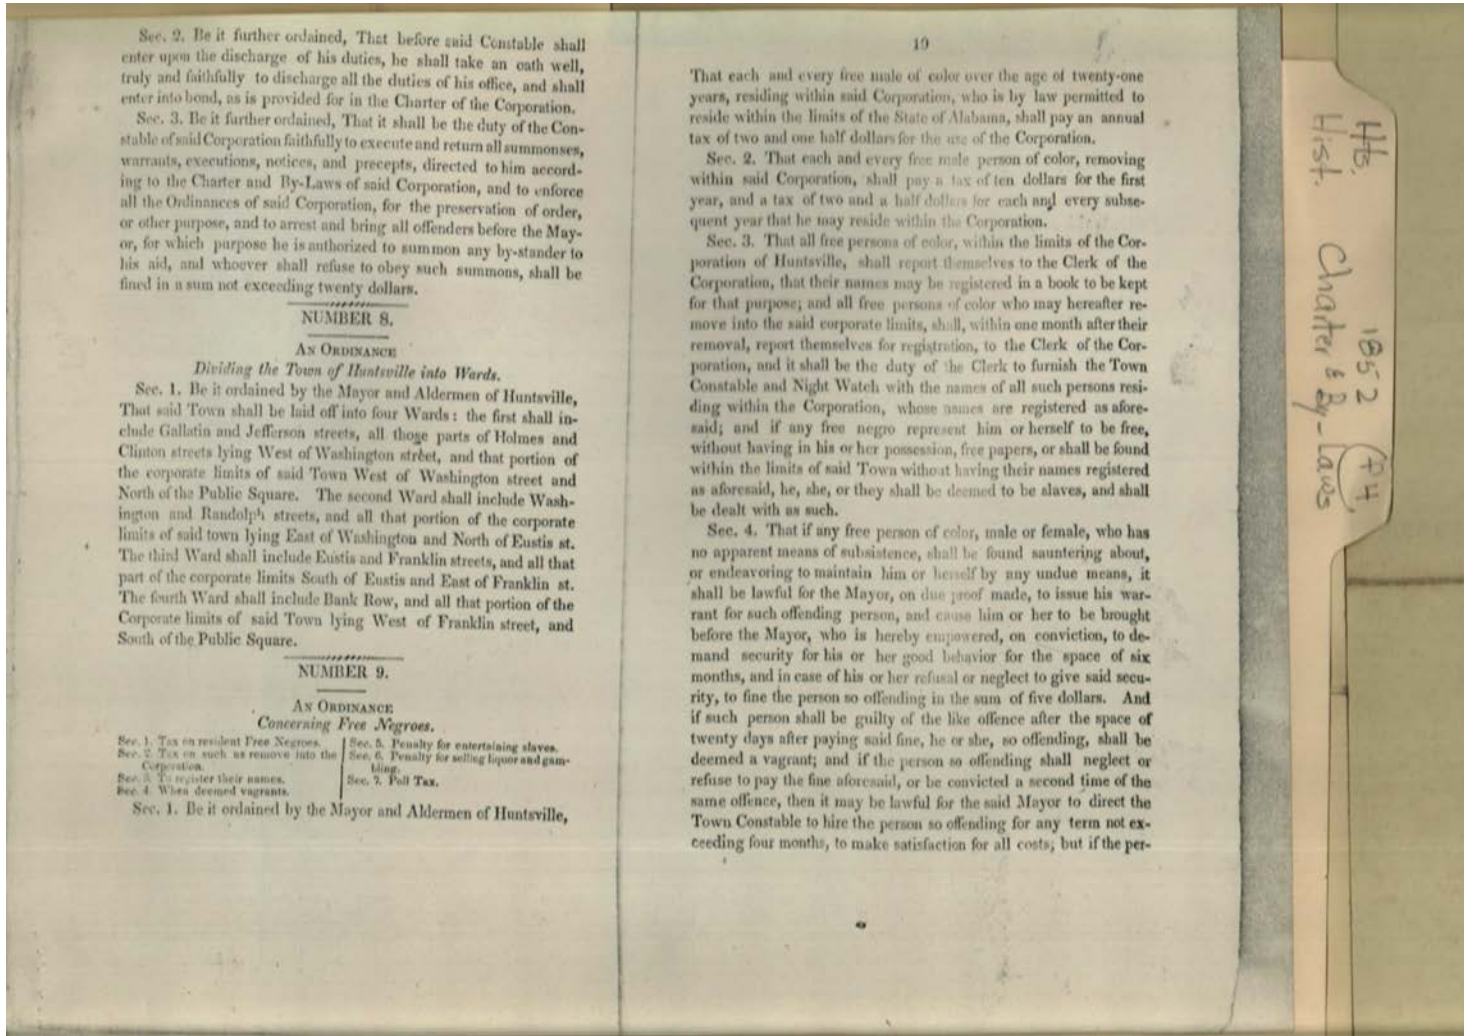 Sec. 2. Be it further ordained, That before said Constable shall
enter upon the discharge of his duties, he shall take an oath well,
truly and faithfully to discharge all the duties of his office, and shall
enter into bond, as is provided for in the Charter of the Corporation.
Sec. 3. Be it further ordained, That it shall be the duty of the Con-
stable of said Corporation faithfully to execute and return all summonses,
warrants, executions, notices, and precepts, directed to him accord-
ing to the Charter and By-Laws of said Corporation, and to enforce
all the Ordinances of said Corporation, for the preservation of order,
or other purpose, and to arrest and bring all offenders before the May-
or, for which purpose he is authorized to summon any by-stander to
his aid, and whoever shall refuse to obey such summons, shall be
fined in a sum not exceeding twenty dollars.
NUMBER 8.
AN ORDINANCE
Dividing the Town of Huntsville into Wards.
Sec. 1. Be it ordained by the Mayor and Aldermen of Huntsville,
That said Town shall be laid off into four Wards: the first shall in-
clude Gallatin and Jefferson streets, all those parts of Holmes and
Clinton streets lying West of Washington street, and that portion of
the corporate limits of said Town West of Washington street and
North of the Public Square. The second Ward shall include Wash-
ington and Randolph streets, and all that portion of the corporate
limits of said town lying East of Washington and North of Eustis st.
The third Ward shall include Eustis and Franklin streets, and all that
part of the corporate limits South of Eustis and East of Franklin st.
The fourth Ward shall include Bank Row, and all that portion of the
Corporate limits of said Town lying West of Franklin street, and
South of the Public Square.
NUMBER 9.
AN ORDINANCE
Concerning Free Negroes.
Sec. 1. Tax on resident Free Negroes.
Sec. 2. Tax on such as remove into the
Corporation.
Sec. 3. To register their names.
Sec. 4. When deemed vagrants.
Sec. 5. Penalty for entertaining slaves.
Sec. 6. Penalty for selling liquor and gam-
bling.
Sec. 7. Poll Tax.
Sec. 1. Be it ordained by the Mayor and Aldermen of Huntsville,
19
That each and every free male of color over the age of twenty-one
years, residing within said Corporation, who is by law permitted to
reside within the limits of the State of Alabama, shall pay an annual
tax of two and one half dollars for the use of the Corporation.
Sec. 2. That each and every free male person of color, removing
within said Corporation, shall pay a tax of ten dollars for the first
year, and a tax of two and a half dollars for each and every subse-
quent year that he may reside within the Corporation.
Sec. 3. That all free persons of color, within the limits of the Cor-
poration of Huntsville, shall report themselves to the Clerk of the
Corporation, that their names may be registered in a book to be kept
for that purpose; and all free persons of color who may hereafter re-
move into the said corporate limits, shall, within one month after their
removal, report themselves for registration, to the Clerk of the Cor-
poration, and it shall be the duty of the Clerk to furnish the Town
Constable and Night Watch with the names of all such persons resi-
ding within the Corporation, whose names are registered as afore-
said; and if any free negro represent him or herself to be free,
without having in his or her possession, free papers, or shall be found
within the limits of said Town without having their names registered
as aforesaid, he, she, or they shall be deemed to be slaves, and shall
be dealt with as such.
Sec. 4. That if any free person of color, male or female, who has
no apparent means of subsistence, shall be found sauntering about,
or endeavoring to maintain him or herself by any undue means, it
shall be lawful for the Mayor, on due proof made, to issue his war-
rant for such offending person, and cause him or her to be brought
before the Mayor, who is hereby empowered, on conviction, to de-
mand security for his or her good behavior for the space of six
months, and in case of his or her refusal or neglect to give said secu-
rity, to fine the person so offending in the sum of five dollars. And
if such person shall be guilty of the like offence after the space of
twenty days after paying said fine, he or she, so offending, shall be
deemed a vagrant; and if the person so offending shall neglect or
refuse to pay the fine aforesaid, or be convicted a second time of the
same offence, then it may be lawful for the said Mayor to direct the
Town Constable to hire the person so offending for any term not ex-
ceeding four months, to make satisfaction for all costs; but if the per-
Hts. 1852 PH
Hist. Charter & By-Laws